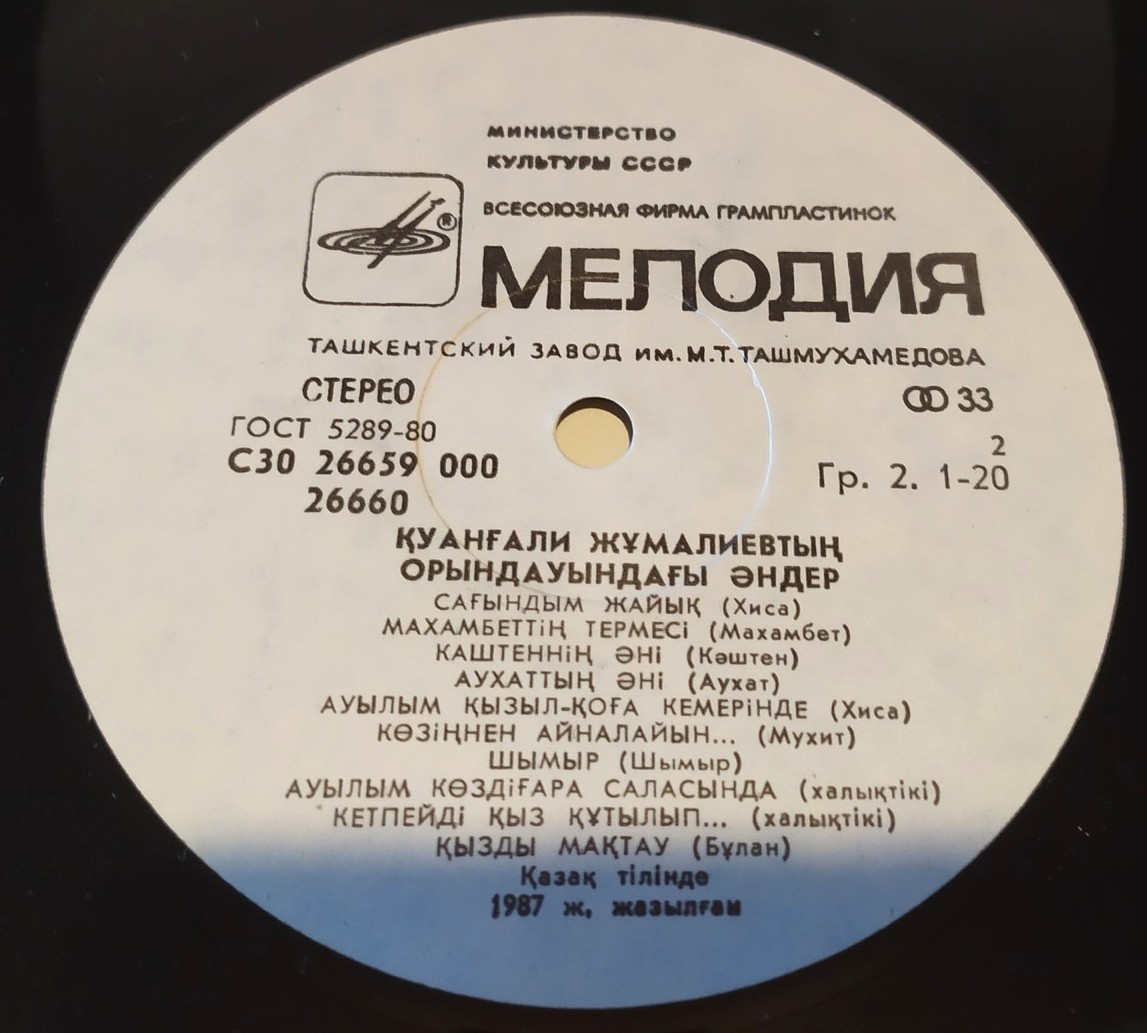 МИНИСТЕРСТВО
КУЛЬТУРЫ СССР
ВСЕСОЮЗНАЯ ФИРМА ГРАМПЛАСТИНОК
®
МЕЛОДИЯ
ТАШКЕНТСКИЙ ЗАВОД ИМ. М.Т. ТАШМУХАМЕДОВА
СТЕРЕО
33
ГОСТ 5289-80
2
С30 26659 000
Гр. 2. 1-20
26660
ҚУАНҒАЛИ ЖҰМАЛИЕВТЫҢ
ОРЫНДАУЫНДАҒЫ ӘНДЕР
САҒЫНДЫМ ЖАЙЫҚ (Хиса)
МАХАМБЕТТіҢ ТЕРМЕСі (Махамбет)
КАШТЕННіҢ ӘНі (Кәштен)
АУХАТТЫҢ ӘНі (Аухат)
АУЫЛЫМ ҚЫЗЫЛ-ҚОҒА КЕМЕРіНДЕ (Хиса)
КӨЗіҢНЕН АЙНАЛАЙЫН... (Мухит)
ШЫМЫР (Шымыр)
АУЫЛЫМ КӨЗДіҒАРА САЛАСЫНДА (халықтікі)
КЕТПЕЙДі ҚЫЗ ҚҰТЫЛЫП... (халықтікі)
ҚЫЗДЫ МАҚТАУ (Бұлан)
Қазақ тілінде
1987 ж, жазылған